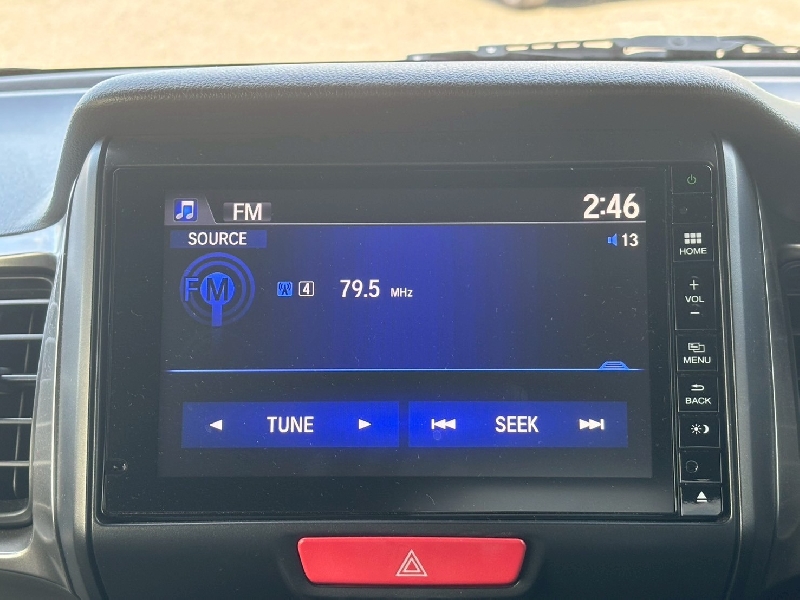 FM
2:46
SOURCE
13
FM
4
79.5 MHz
TUNE
SEEK
HOME
+
VOL
−
MENU
BACK